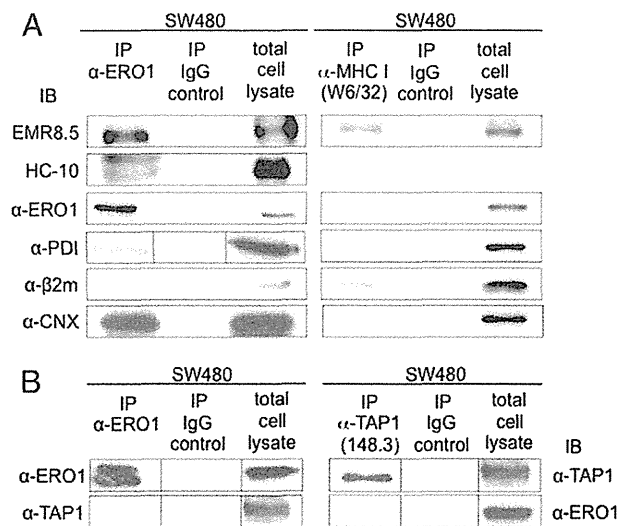 A
SW480
SW480
IP α-ERO1
IP IgG control
total cell lysate
IP α-MHC I (W6/32)
IP IgG control
total cell lysate
IB
EMR8.5
HC-10
α-ERO1
α-PDI
α-β2m
α-CNX
B
SW480
SW480
IP α-ERO1
IP IgG control
total cell lysate
IP α-TAP1 (148.3)
IP IgG control
total cell lysate
IB
α-ERO1
α-TAP1
α-TAP1
α-ERO1